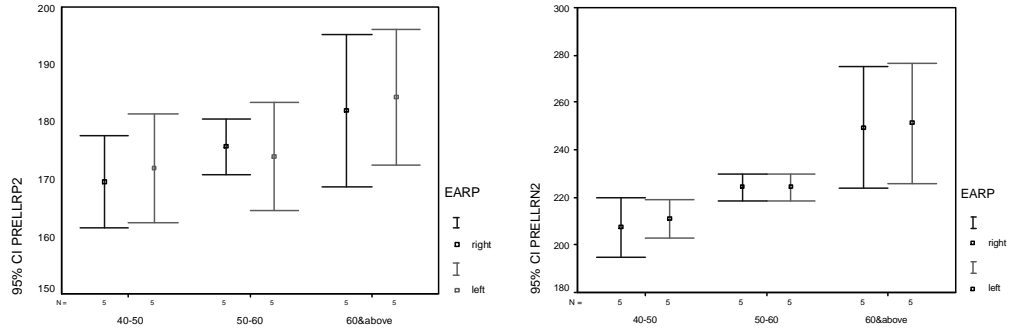 95% CI PRELLRP2
200
190
180
170
160
150
N = 5 5 5 5 5 5
40-50 50-60 60&above
EARP
right
left
95% CI PRELLRN2
300
280
260
240
220
200
180
N = 5 5 5 5 5 5
40-50 50-60 60&above
EARP
right
left